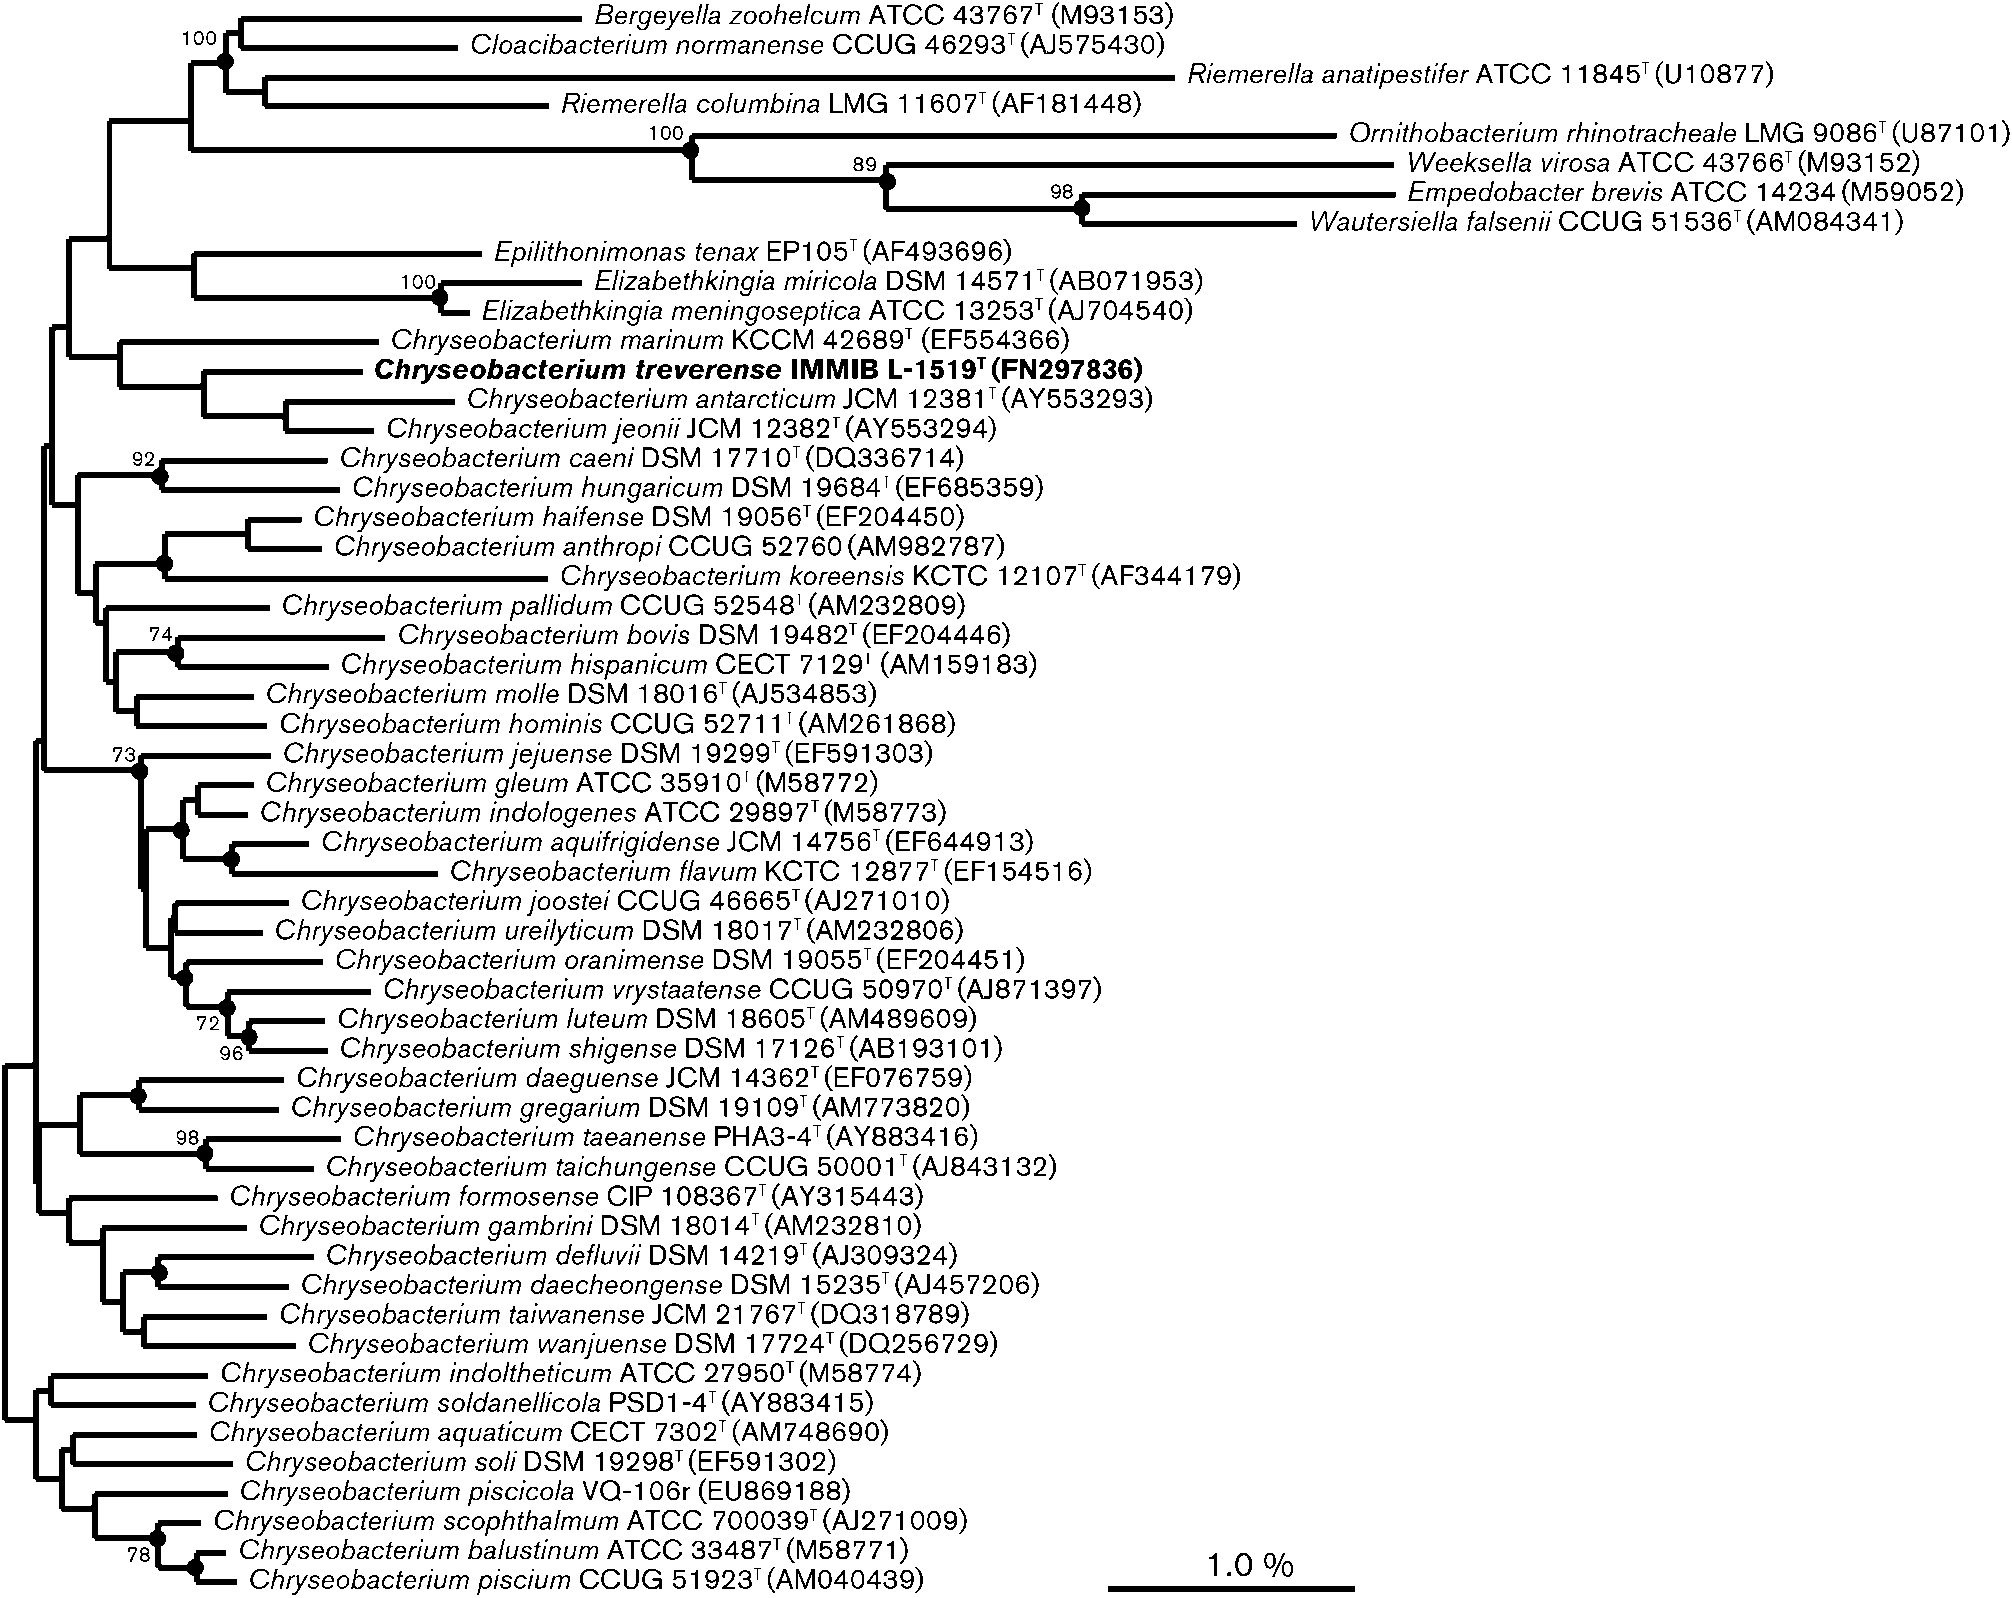 Bergeyella zoohelcum ATCC 43767ᵀ (M93153)
100
Cloacibacterium normanense CCUG 46293ᵀ (AJ575430)
Riemerella anatipestifer ATCC 11845ᵀ (U10877)
Riemerella columbina LMG 11607ᵀ (AF181448)
100
Ornithobacterium rhinotracheale LMG 9086ᵀ (U87101)
89
Weeksella virosa ATCC 43766ᵀ (M93152)
98
Empedobacter brevis ATCC 14234 (M59052)
Wautersiella falsenii CCUG 51536ᵀ (AM084341)
Epilithonimonas tenax EP105ᵀ (AF493696)
100
Elizabethkingia miricola DSM 14571ᵀ (AB071953)
Elizabethkingia meningoseptica ATCC 13253ᵀ (AJ704540)
Chryseobacterium marinum KCCM 42689ᵀ (EF554366)
Chryseobacterium treverense IMMIB L-1519ᵀ (FN297836)
Chryseobacterium antarcticum JCM 12381ᵀ (AY553293)
Chryseobacterium jeonii JCM 12382ᵀ (AY553294)
92
Chryseobacterium caeni DSM 17710ᵀ (DQ336714)
Chryseobacterium hungaricum DSM 19684ᵀ (EF685359)
Chryseobacterium haifense DSM 19056ᵀ (EF204450)
Chryseobacterium anthropi CCUG 52760 (AM982787)
Chryseobacterium koreensis KCTC 12107ᵀ (AF344179)
Chryseobacterium pallidum CCUG 52548ᵀ (AM232809)
74
Chryseobacterium bovis DSM 19482ᵀ (EF204446)
Chryseobacterium hispanicum CECT 7129ᵀ (AM159183)
Chryseobacterium molle DSM 18016ᵀ (AJ534853)
Chryseobacterium hominis CCUG 52711ᵀ (AM261868)
73
Chryseobacterium jejuense DSM 19299ᵀ (EF591303)
Chryseobacterium gleum ATCC 35910ᵀ (M58772)
Chryseobacterium indologenes ATCC 29897ᵀ (M58773)
Chryseobacterium aquifrigidense JCM 14756ᵀ (EF644913)
Chryseobacterium flavum KCTC 12877ᵀ (EF154516)
Chryseobacterium joostei CCUG 46665ᵀ (AJ271010)
Chryseobacterium ureilyticum DSM 18017ᵀ (AM232806)
Chryseobacterium oranimense DSM 19055ᵀ (EF204451)
Chryseobacterium vrystaatense CCUG 50970ᵀ (AJ871397)
72
Chryseobacterium luteum DSM 18605ᵀ (AM489609)
96
Chryseobacterium shigense DSM 17126ᵀ (AB193101)
Chryseobacterium daeguense JCM 14362ᵀ (EF076759)
Chryseobacterium gregarium DSM 19109ᵀ (AM773820)
98
Chryseobacterium taeanense PHA3-4ᵀ (AY883416)
Chryseobacterium taichungense CCUG 50001ᵀ (AJ843132)
Chryseobacterium formosense CIP 108367ᵀ (AY315443)
Chryseobacterium gambrini DSM 18014ᵀ (AM232810)
Chryseobacterium defluvii DSM 14219ᵀ (AJ309324)
Chryseobacterium daecheongense DSM 15235ᵀ (AJ457206)
Chryseobacterium taiwanense JCM 21767ᵀ (DQ318789)
Chryseobacterium wanjuense DSM 17724ᵀ (DQ256729)
Chryseobacterium indoltheticum ATCC 27950ᵀ (M58774)
Chryseobacterium soldanellicola PSD1-4ᵀ (AY883415)
Chryseobacterium aquaticum CECT 7302ᵀ (AM748690)
Chryseobacterium soli DSM 19298ᵀ (EF591302)
Chryseobacterium piscicola VQ-106r (EU869188)
Chryseobacterium scophthalmum ATCC 700039ᵀ (AJ271009)
78
Chryseobacterium balustinum ATCC 33487ᵀ (M58771)
Chryseobacterium piscium CCUG 51923ᵀ (AM040439)
1.0 %